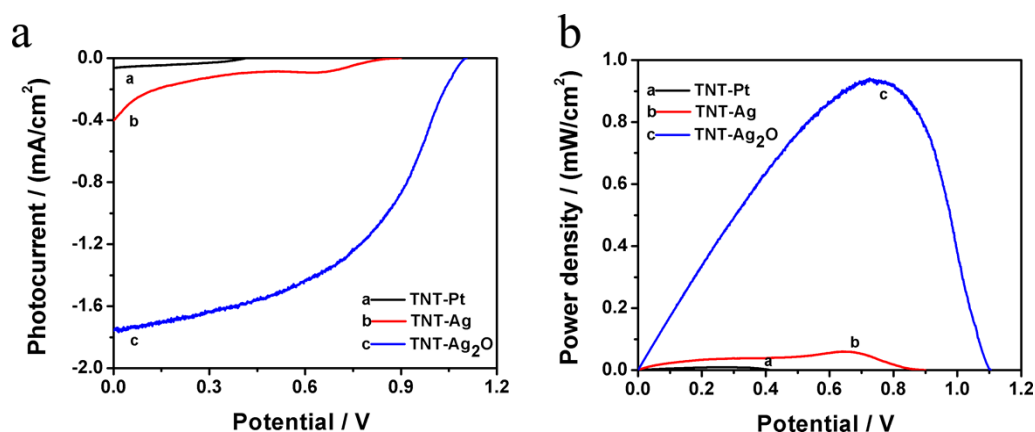 a
Photocurrent / (mA/cm²)
0.0
-0.4
-0.8
-1.2
-1.6
-2.0
a
b
c
a TNT-Pt
b TNT-Ag
c TNT-Ag₂O
0.0 0.3 0.6 0.9 1.2
Potential / V
b
Power density / (mW/cm²)
1.0
0.8
0.6
0.4
0.2
0.0
a TNT-Pt
b TNT-Ag
c TNT-Ag₂O
c
b
a
0.0 0.2 0.4 0.6 0.8 1.0 1.2
Potential / V